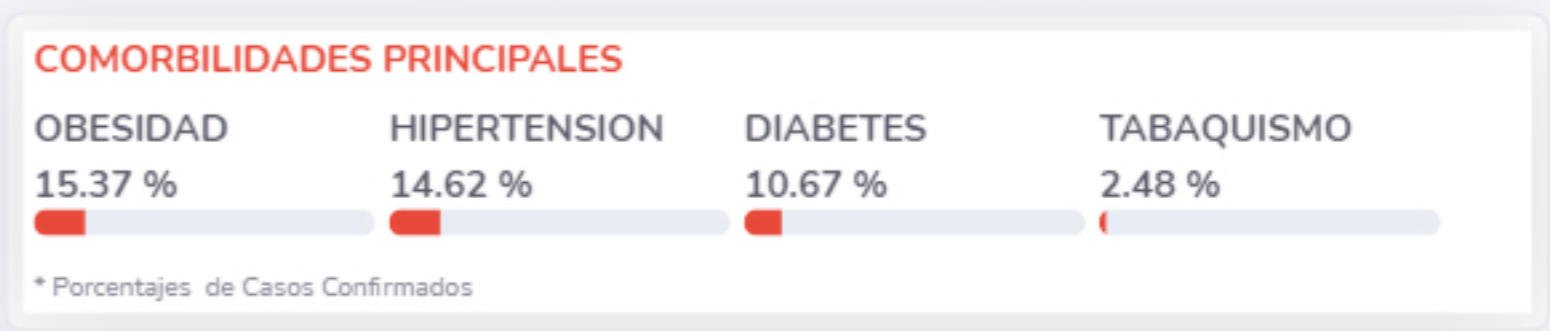 COMORBILIDADES PRINCIPALES
OBESIDAD HIPERTENSION DIABETES TABAQUISMO
15.37 % 14.62 % 10.67 % 2.48 %
* Porcentajes de Casos Confirmados